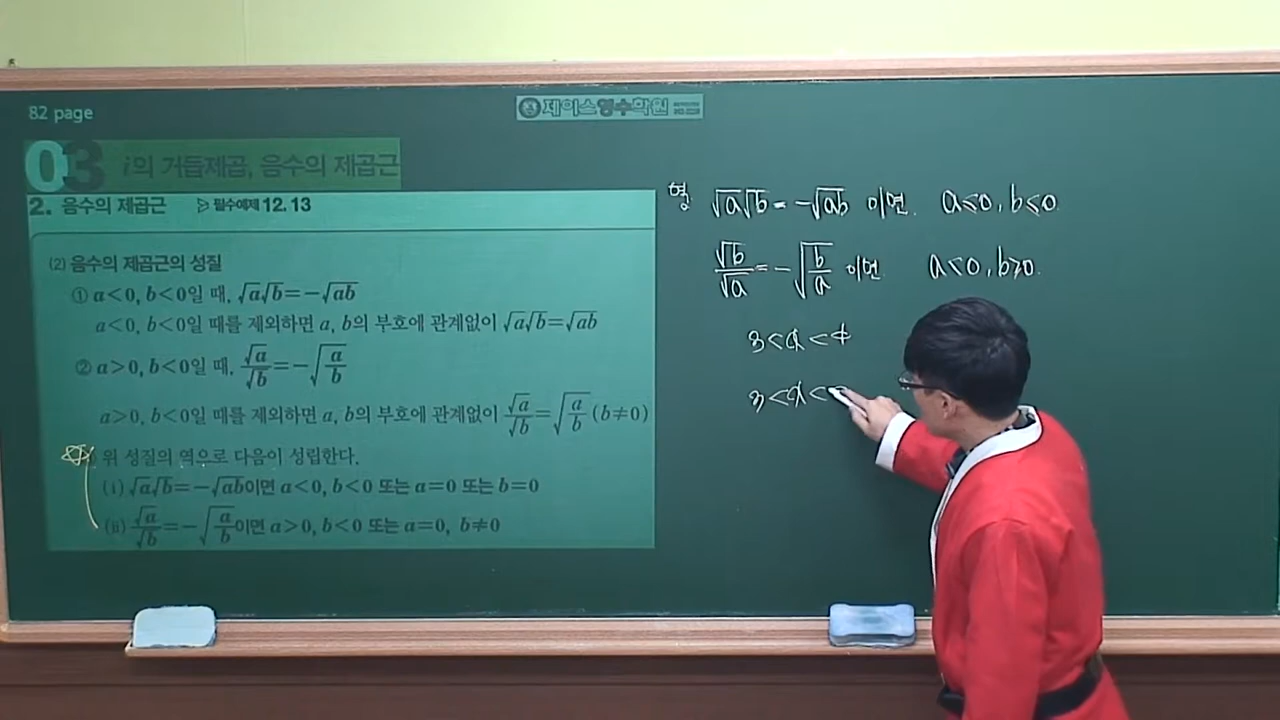 82 page
제이스영수학원
03 i의 거듭제곱, 음수의 제곱근
2. 음수의 제곱근 ▷ 필수예제 12.13
(2) 음수의 제곱근의 성질
① a<0, b<0일 때, √a√b=-√ab
a<0, b<0일 때를 제외하면 a, b의 부호에 관계없이 √a√b=√ab
② a>0, b<0일 때, √a/√b=-√(a/b)
a>0, b<0일 때를 제외하면 a, b의 부호에 관계없이 √a/√b=√(a/b) (b≠0)
위 성질의 역으로 다음이 성립한다.
(i) √a√b=-√ab이면 a<0, b<0 또는 a=0 또는 b=0
(ii) √a/√b=-√(a/b)이면 a>0, b<0 또는 a=0, b≠0
√a√b=-√ab 이면. a≤0, b≤0.
√b/√a=-√(b/a) 이면 a<0, b≥0.
3<α<4
3<α<